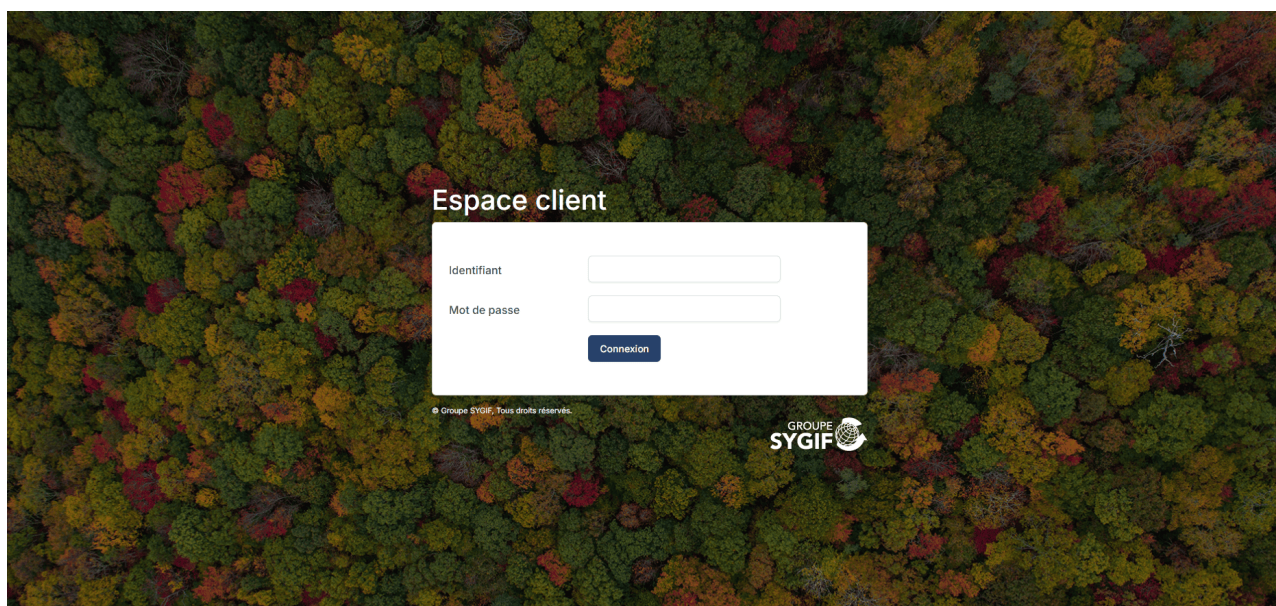 Espace client
Identifiant
Mot de passe
Connexion
© Groupe SYGIF, Tous droits réservés.
GROUPE
SYGIF